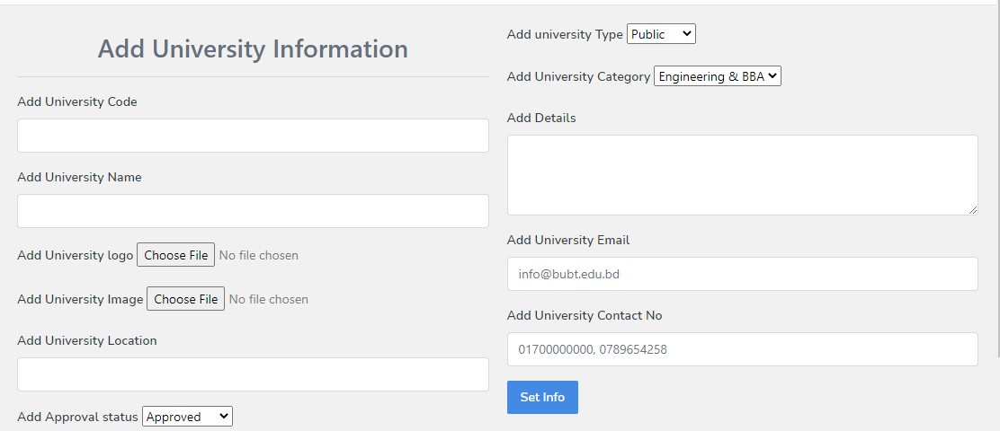 Add University Information
Add University Code
Add University Name
Add University logo Choose File No file chosen
Add University Image Choose File No file chosen
Add University Location
Add Approval status Approved
Add university Type Public
Add University Category Engineering & BBA
Add Details
Add University Email
info@bubt.edu.bd
Add University Contact No
01700000000, 0789654258
Set Info